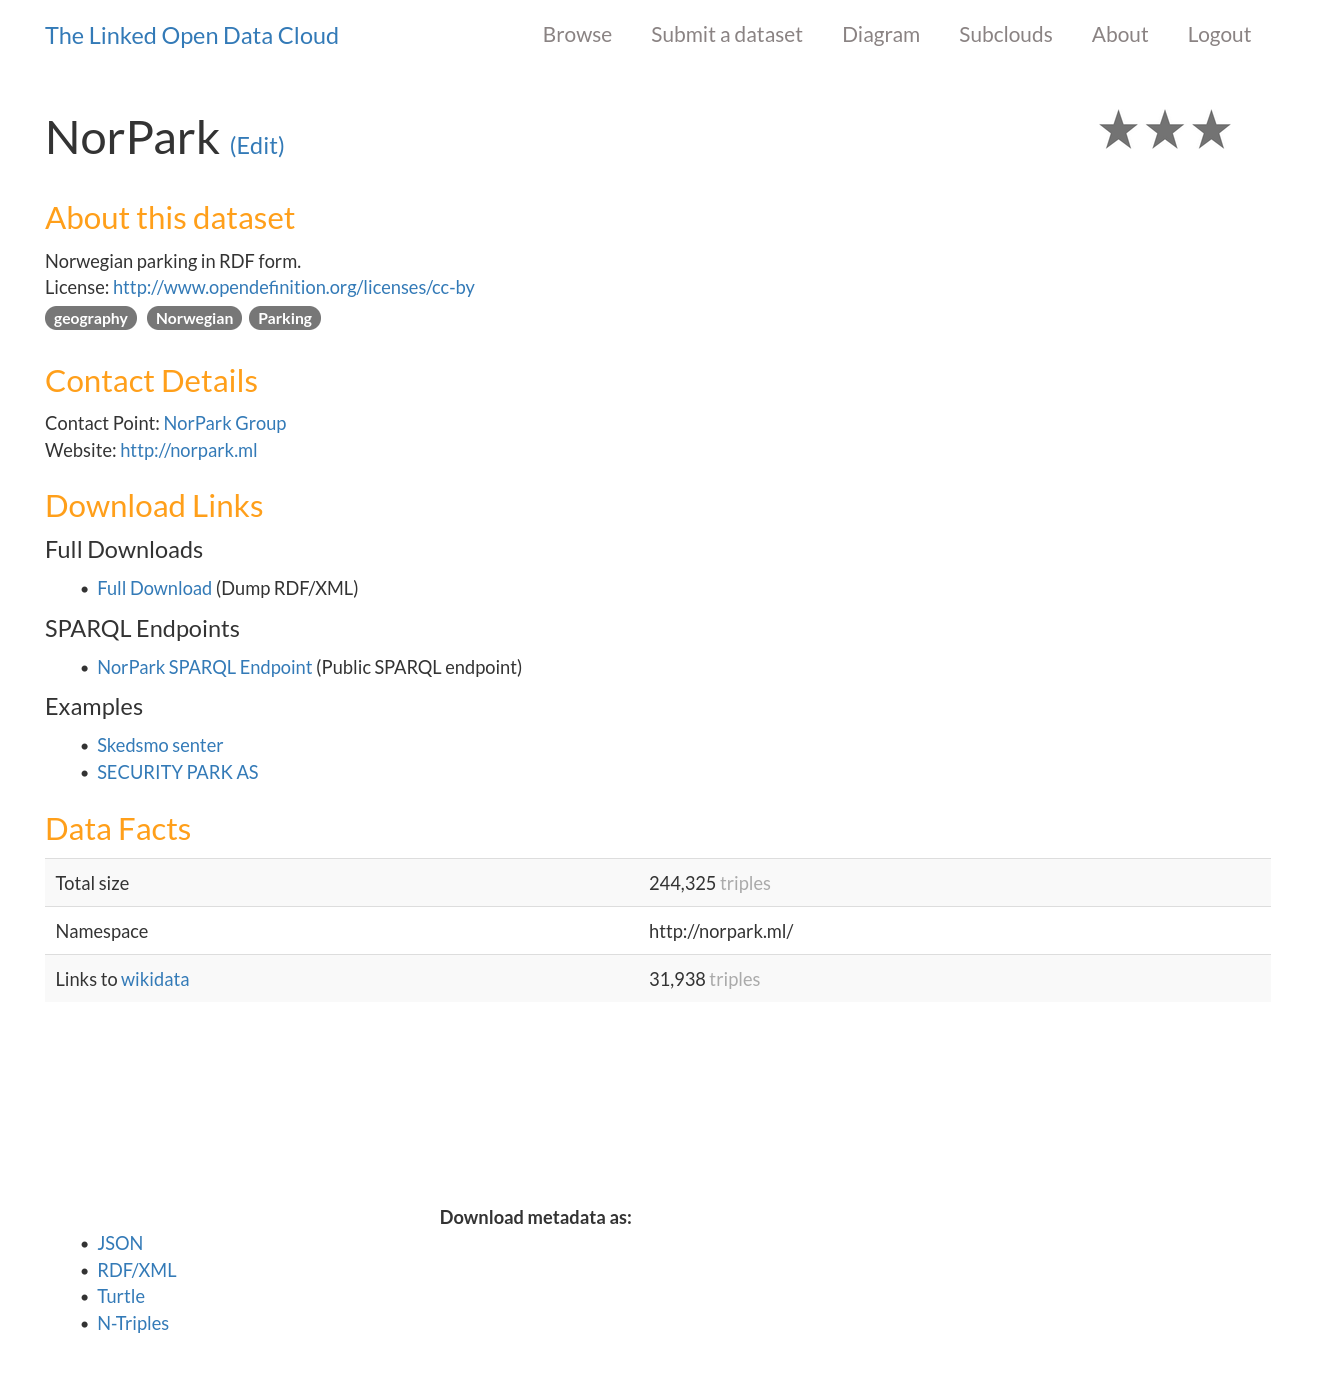 The Linked Open Data Cloud Browse Submit a dataset Diagram Subclouds About Logout
NorPark (Edit)
About this dataset
Norwegian parking in RDF form.
License: http://www.opendefinition.org/licenses/cc-by
geography Norwegian Parking
Contact Details
Contact Point: NorPark Group
Website: http://norpark.ml
Download Links
Full Downloads
• Full Download (Dump RDF/XML)
SPARQL Endpoints
• NorPark SPARQL Endpoint (Public SPARQL endpoint)
Examples
• Skedsmo senter
• SECURITY PARK AS
Data Facts
Total size 244,325 triples
Namespace http://norpark.ml/
Links to wikidata 31,938 triples
Download metadata as:
• JSON
• RDF/XML
• Turtle
• N-Triples